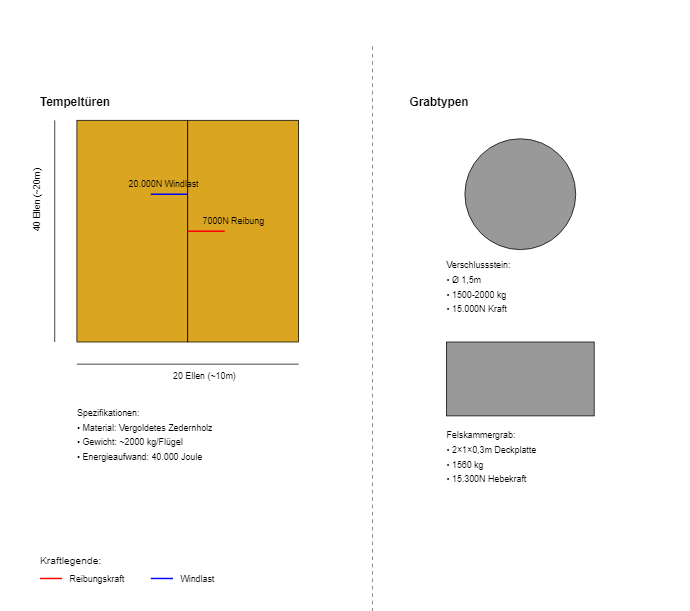 Tempeltüren
40 Ellen (~20m)
20.000N Windlast
7000N Reibung
20 Ellen (~10m)
Spezifikationen:
• Material: Vergoldetes Zedernholz
• Gewicht: ~2000 kg/Flügel
• Energieaufwand: 40.000 Joule
Kraftlegende:
Reibungskraft
Windlast
Grabtypen
Verschlussstein:
• Ø 1,5m
• 1500-2000 kg
• 15.000N Kraft
Felskammergrab:
• 2×1×0,3m Deckplatte
• 1560 kg
• 15.300N Hebekraft